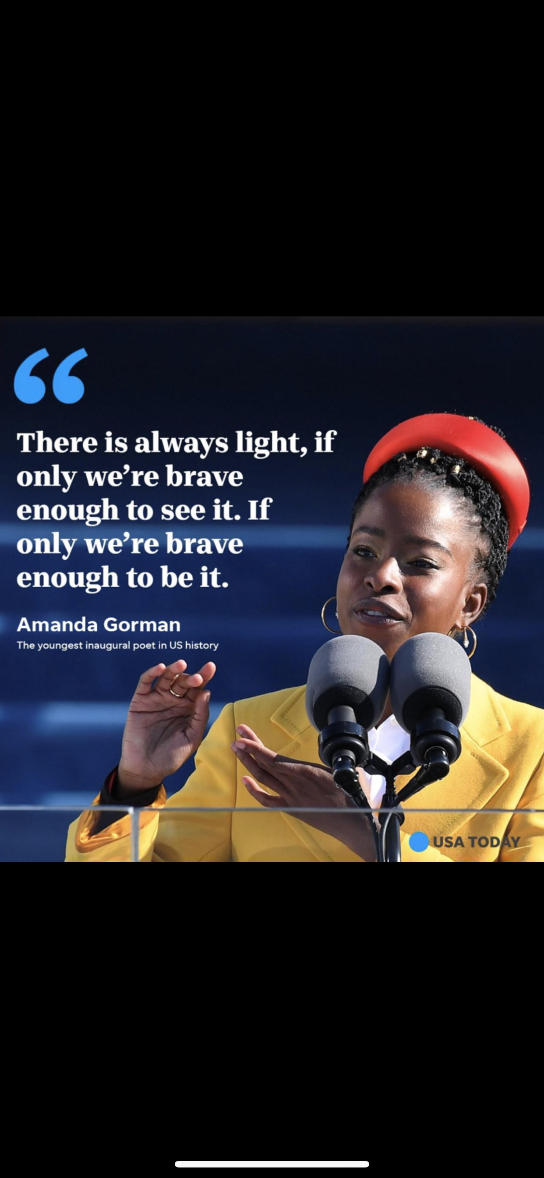 “
There is always light, if
only we’re brave
enough to see it. If
only we’re brave
enough to be it.
Amanda Gorman
The youngest inaugural poet in US history
USA TODAY